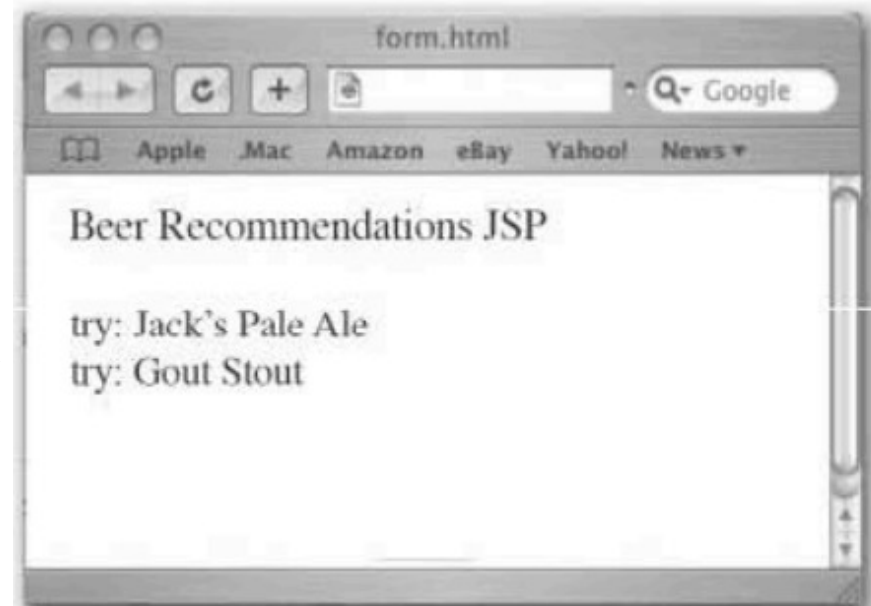 form.html
Google
Apple .Mac Amazon eBay Yahoo! News
Beer Recommendations JSP
try: Jack's Pale Ale
try: Gout Stout